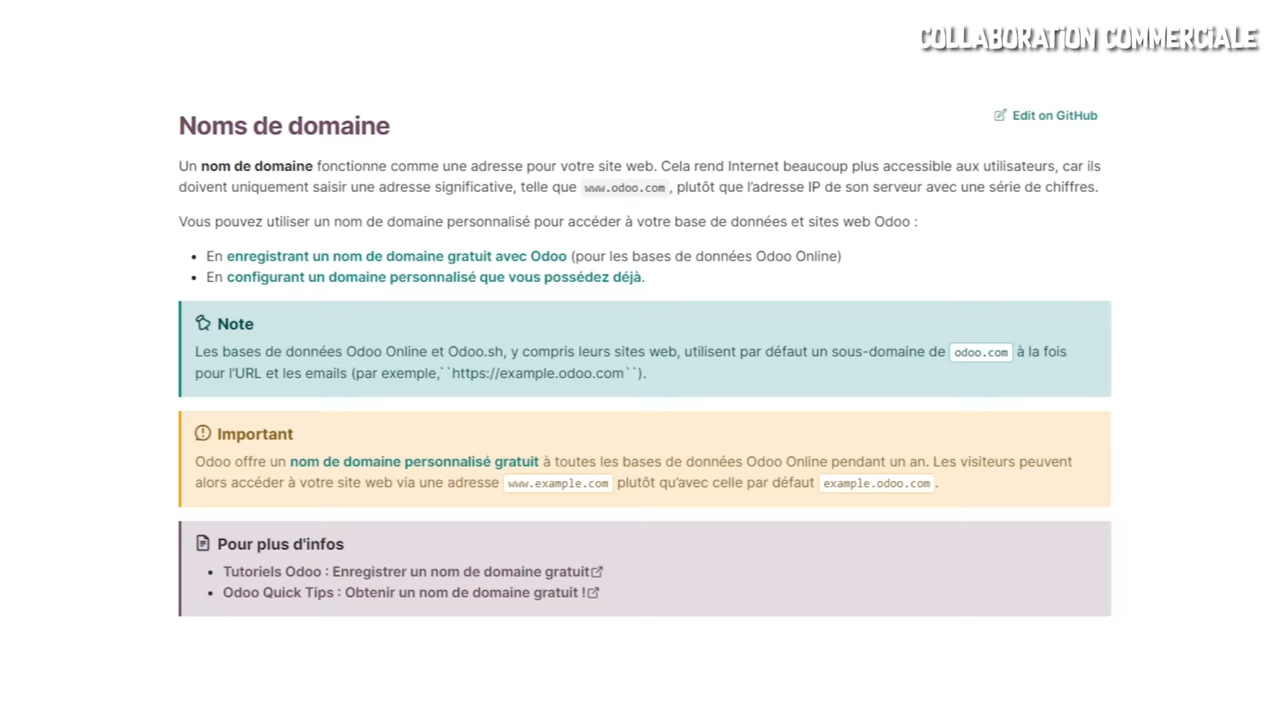 COLLABORATION COMMERCIALE
Noms de domaine
Edit on GitHub
Un nom de domaine fonctionne comme une adresse pour votre site web. Cela rend Internet beaucoup plus accessible aux utilisateurs, car ils
doivent uniquement saisir une adresse significative, telle que www.odoo.com, plutôt que l'adresse IP de son serveur avec une série de chiffres.
Vous pouvez utiliser un nom de domaine personnalisé pour accéder à votre base de données et sites web Odoo :
• En enregistrant un nom de domaine gratuit avec Odoo (pour les bases de données Odoo Online)
• En configurant un domaine personnalisé que vous possédez déjà.
Note
Les bases de données Odoo Online et Odoo.sh, y compris leurs sites web, utilisent par défaut un sous-domaine de odoo.com à la fois
pour l'URL et les emails (par exemple,``https://example.odoo.com``).
Important
Odoo offre un nom de domaine personnalisé gratuit à toutes les bases de données Odoo Online pendant un an. Les visiteurs peuvent
alors accéder à votre site web via une adresse www.example.com plutôt qu'avec celle par défaut example.odoo.com.
Pour plus d'infos
• Tutoriels Odoo : Enregistrer un nom de domaine gratuit
• Odoo Quick Tips : Obtenir un nom de domaine gratuit !